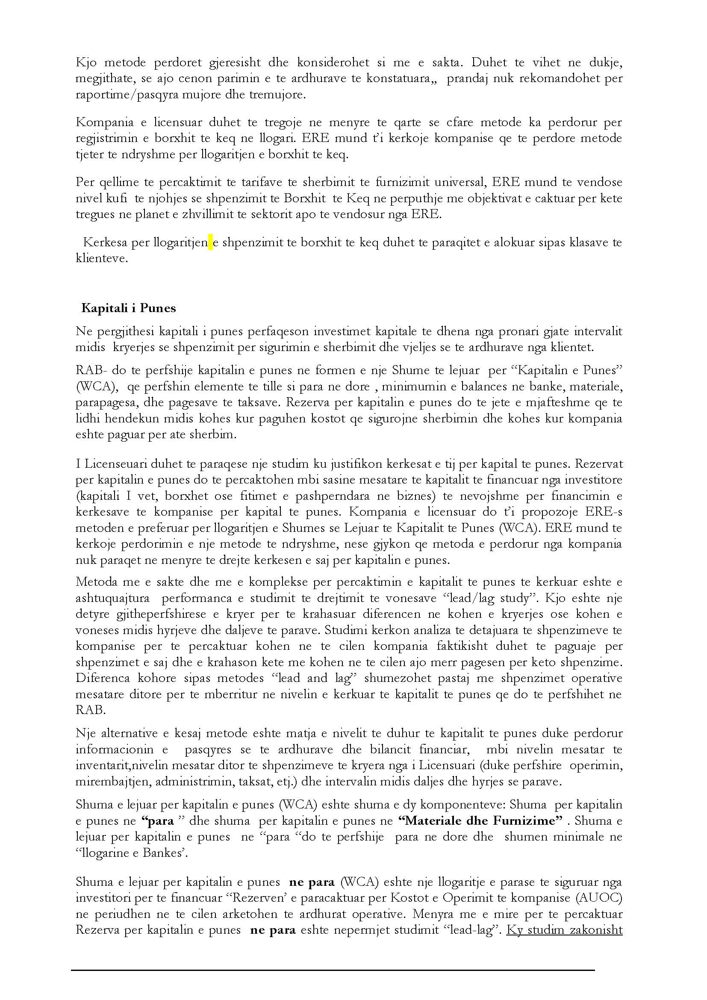 Kjo metode perdoret gjeresisht dhe konsiderohet si me e sakta. Duhet te vihet ne dukje,
megjithate, se ajo cenon parimin e te ardhurave te konstatuara,, prandaj nuk rekomandohet per
raportime/pasqyra mujore dhe tremujore.
Kompania e licensuar duhet te tregoje ne menyre te qarte se cfare metode ka perdorur per
regjistrimin e borxhit te keq ne llogari. ERE mund t'i kerkoje kompanise qe te perdore metode
tjeter te ndryshme per llogaritjen e borxhit te keq.
Per qellime te percaktimit te tarifave te sherbimit te furnizimit universal, ERE mund te vendose
nivel kufi te njohjes se shpenzimit te Borxhit te Keq ne perputhje me objektivat e caktuar per kete
tregues ne planet e zhvillimit te sektorit apo te vendosur nga ERE.
Kerkesa per llogaritjen e shpenzimit te borxhit te keq duhet te paraqitet e alokuar sipas klasave te
klienteve.
Kapitali i Punes
Ne pergjithesi kapitali i punes perfaqeson investimet kapitale te dhena nga pronari gjate intervalit
midis kryerjes se shpenzimit per sigurimin e sherbimit dhe vjeljes se te ardhurave nga klientet.
RAB- do te perfshije kapitalin e punes ne formen e nje Shume te lejuar per “Kapitalin e Punes”
(WCA), qe perfshin elemente te tille si para ne dore , minimumin e balances ne banke, materiale,
parapagesa, dhe pagesave te taksave. Rezerva per kapitalin e punes do te jete e mjafteshme qe te
lidhi hendekun midis kohes kur paguhen kostot qe sigurojne sherbimin dhe kohes kur kompania
eshte paguar per ate sherbim.
I Licenseuari duhet te paraqese nje studim ku justifikon kerkesat e tij per kapital te punes. Rezervat
per kapitalin e punes do te percaktohen mbi sasine mesatare te kapitalit te financuar nga investitore
(kapitali I vet, borxhet ose fitimet e pashperndara ne biznes) te nevojshme per financimin e
kerkesave te kompanise per kapital te punes. Kompania e licensuar do t'i propozoje ERE-s
metoden e preferuar per llogaritjen e Shumes se Lejuar te Kapitalit te Punes (WCA). ERE mund te
kerkoje perdorimin e nje metode te ndryshme, nese gjykon qe metoda e perdorur nga kompania
nuk paraqet ne menyre te drejte kerkesen e saj per kapitalin e punes.
Metoda me e sakte dhe me e komplekse per percaktimin e kapitalit te punes te kerkuar eshte e
ashtuquajtura performanca e studimit te drejtimit te vonesave “lead/lag study”. Kjo eshte nje
detyre gjitheperfshirese e kryer per te krahasuar diferencen ne kohen e kryerjes ose kohen e
voneses midis hyrjeve dhe daljeve te parave. Studimi kerkon analiza te detajuara te shpenzimeve te
kompanise per te percaktuar kohen ne te cilen kompania faktikisht duhet te paguaje per
shpenzimet e saj dhe e krahason kete me kohen ne te cilen ajo merr pagesen per keto shpenzime.
Diferenca kohore sipas metodes “lead and lag” shumezohet pastaj me shpenzimet operative
mesatare ditore per te mberritur ne nivelin e kerkuar te kapitalit te punes qe do te perfshihet ne
RAB.
Nje alternative e kesaj metode eshte matja e nivelit te duhur te kapitalit te punes duke perdorur
informacionin e pasqyres se te ardhurave dhe bilancit financiar, mbi nivelin mesatar te
inventarit,nivelin mesatar ditor te shpenzimeve te kryera nga i Licensuari (duke perfshire operimin,
mirembajtjen, administrimin, taksat, etj.) dhe intervalin midis daljes dhe hyrjes se parave.
Shuma e lejuar per kapitalin e punes (WCA) eshte shuma e dy komponenteve: Shuma per kapitalin
e punes ne “para ” dhe shuma per kapitalin e punes ne “Materiale dhe Furnizime” . Shuma e
lejuar per kapitalin e punes ne “para “do te perfshije para ne dore dhe shumen minimale ne
“llogarine e Bankes’.
Shuma e lejuar per kapitalin e punes ne para (WCA) eshte nje llogaritje e parase te siguruar nga
investitori per te financuar “Rezerven’ e paracaktuar per Kostot e Operimit te kompanise (AUOC)
ne periudhen ne te cilen arketohen te ardhurat operative. Menyra me e mire per te percaktuar
Rezerva per kapitalin e punes ne para eshte nepermjet studimit “lead-lag”. Ky studim zakonisht